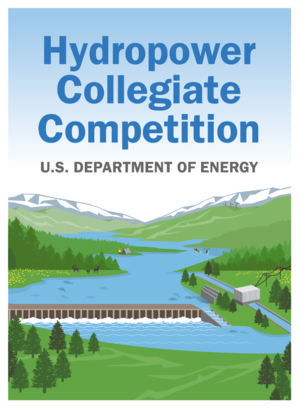 Hydropower
Collegiate
Competition
U.S. DEPARTMENT OF ENERGY